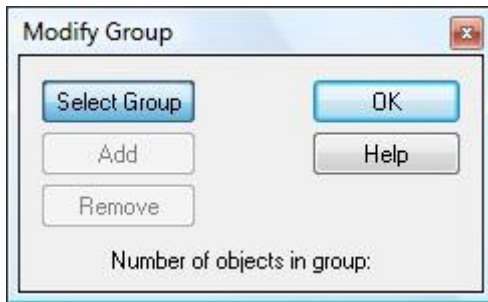 Modify Group
Select Group
OK
Add
Help
Remove
Number of objects in group: